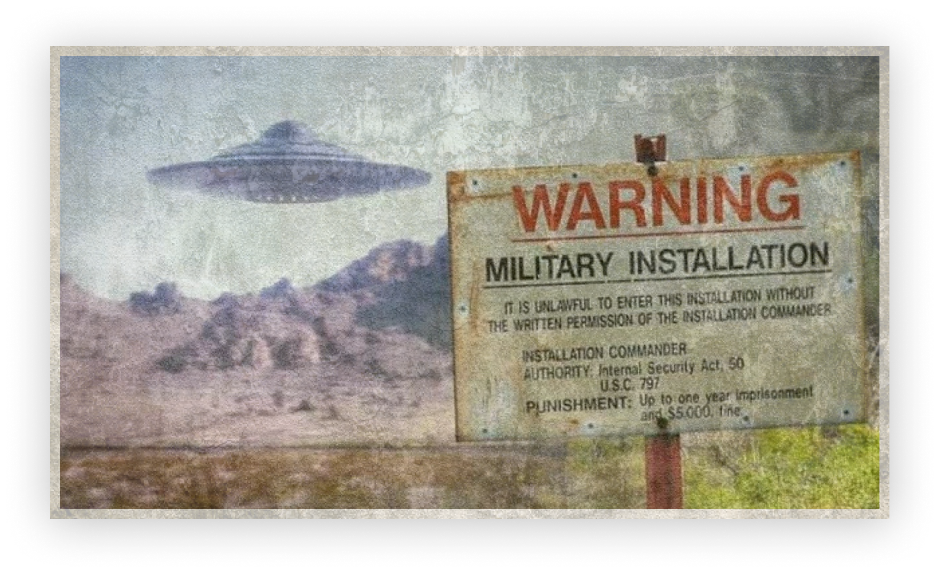 WARNING
MILITARY INSTALLATION
IT IS UNLAWFUL TO ENTER THIS INSTALLATION WITHOUT
THE WRITTEN PERMISSION OF THE INSTALLATION COMMANDER
INSTALLATION COMMANDER
AUTHORITY: Internal Security Act, 50
U.S.C. 797
PUNISHMENT: Up to one year imprisonment
and $5,000. fine.